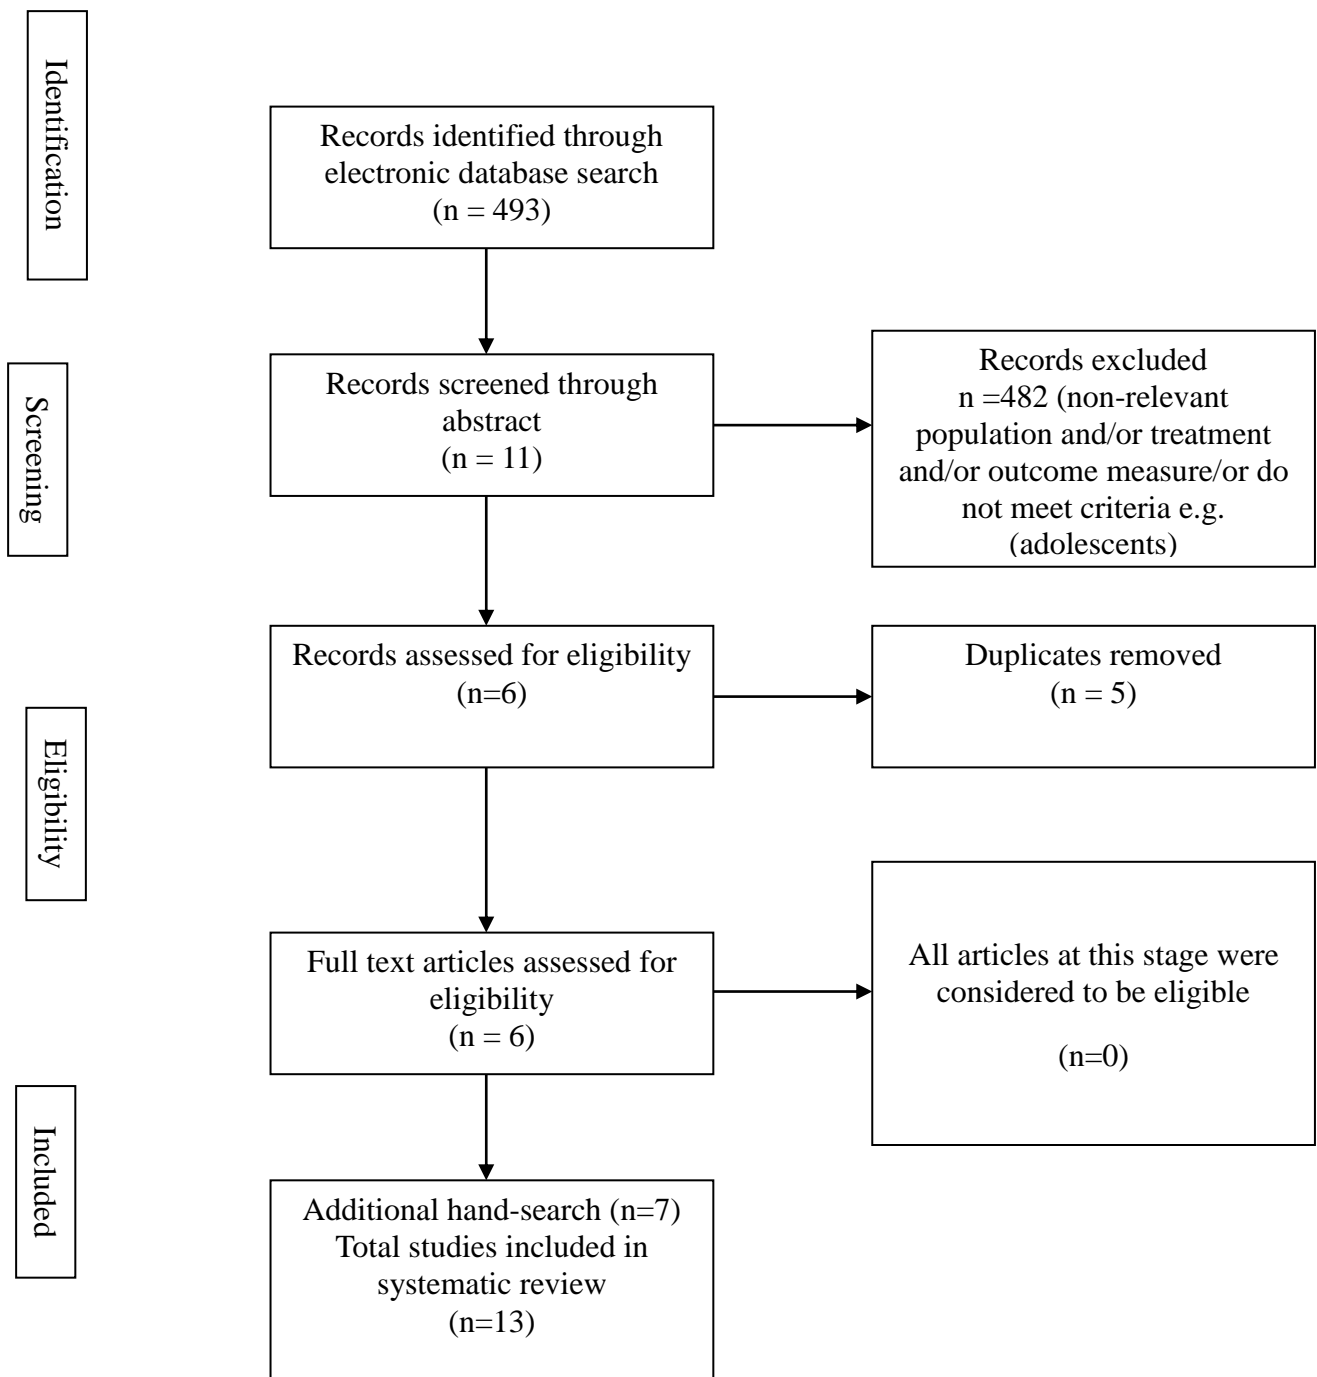 Identification
Records identified through
electronic database search
(n = 493)
Screening
Records screened through
abstract
(n = 11)
Records excluded
n =482 (non-relevant
population and/or treatment
and/or outcome measure/or do
not meet criteria e.g.
(adolescents)
Eligibility
Records assessed for eligibility
(n=6)
Duplicates removed
(n = 5)
Full text articles assessed for
eligibility
(n = 6)
All articles at this stage were
considered to be eligible
(n=0)
Included
Additional hand-search (n=7)
Total studies included in
systematic review
(n=13)